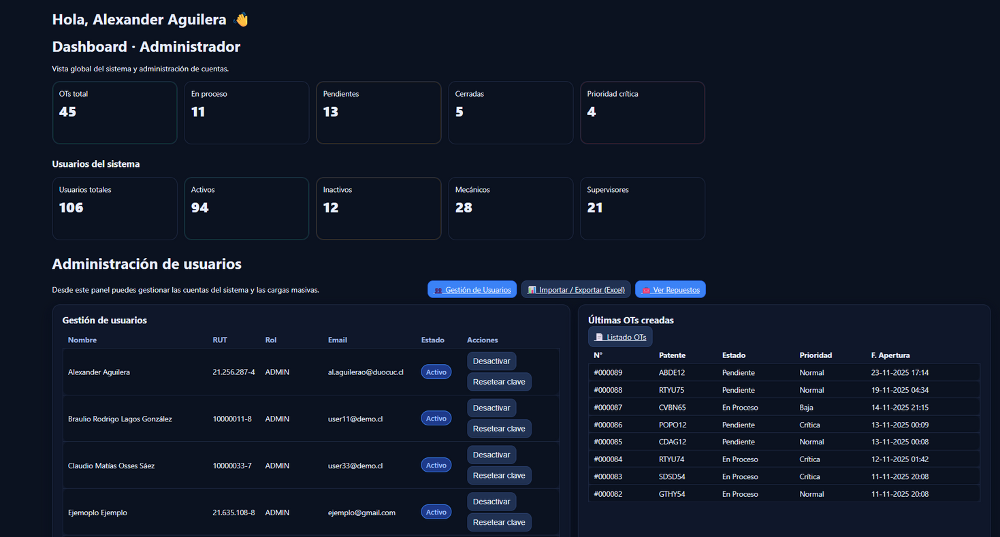 Hola, Alexander Aguilera 👋
Dashboard · Administrador
Vista global del sistema y administración de cuentas.
OTs total En proceso Pendientes Cerradas Prioridad crítica
45 11 13 5 4
Usuarios del sistema
Usuarios totales Activos Inactivos Mecánicos Supervisores
106 94 12 28 21
Administración de usuarios
Desde este panel puedes gestionar las cuentas del sistema y las cargas masivas.
Gestión de Usuarios Importar / Exportar (Excel) Ver Repuestos
Gestión de usuarios
Nombre RUT Rol Email Estado Acciones
Alexander Aguilera 21.256.287-4 ADMIN al.aguilerao@duocuc.cl Activo Desactivar
Resetear clave
Braulio Rodrigo Lagos González 10000011-8 ADMIN user11@demo.cl Activo Desactivar
Resetear clave
Claudio Matías Osses Sáez 10000033-7 ADMIN user33@demo.cl Activo Desactivar
Resetear clave
Ejemoplo Ejemplo 21.635.108-8 ADMIN ejemplo@gmail.com Activo Desactivar
Resetear clave
Últimas OTs creadas
Listado OTs
N° Patente Estado Prioridad F. Apertura
#000089 ABDE12 Pendiente Normal 23-11-2025 17:14
#000088 RTYU75 Pendiente Normal 19-11-2025 04:34
#000087 CVBN65 En Proceso Baja 14-11-2025 21:15
#000086 POPO12 Pendiente Crítica 13-11-2025 00:09
#000085 CDAG12 Pendiente Normal 13-11-2025 00:08
#000084 RTYU74 En Proceso Crítica 12-11-2025 01:42
#000083 SDSD54 En Proceso Crítica 11-11-2025 20:08
#000082 GTHY54 En Proceso Normal 11-11-2025 20:08